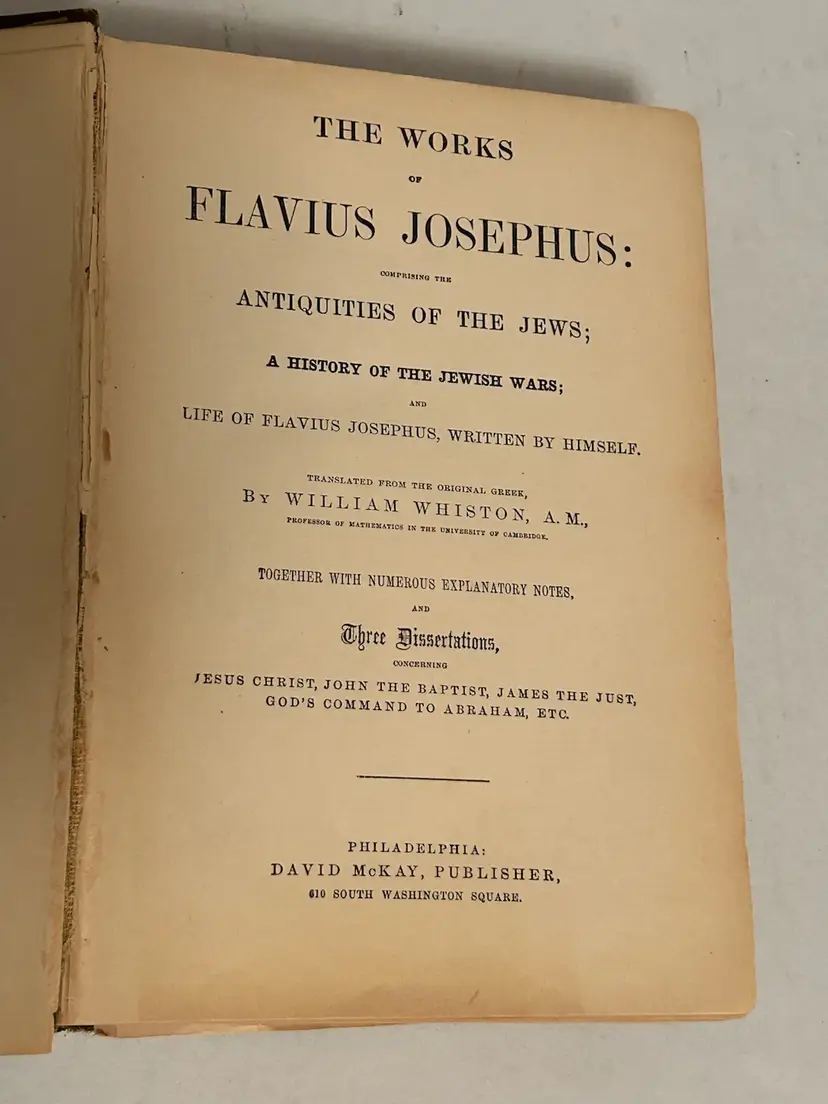 THE WORKS
OF
FLAVIUS JOSEPHUS:
COMPRISING THE
ANTIQUITIES OF THE JEWS;
A HISTORY OF THE JEWISH WARS;
AND
LIFE OF FLAVIUS JOSEPHUS, WRITTEN BY HIMSELF.
TRANSLATED FROM THE ORIGINAL GREEK,
BY WILLIAM WHISTON, A. M.,
PROFESSOR OF MATHEMATICS IN THE UNIVERSITY OF CAMBRIDGE.
TOGETHER WITH NUMEROUS EXPLANATORY NOTES,
AND
Three Dissertations,
CONCERNING
JESUS CHRIST, JOHN THE BAPTIST, JAMES THE JUST,
GOD'S COMMAND TO ABRAHAM, ETC.
PHILADELPHIA:
DAVID McKAY, PUBLISHER,
610 SOUTH WASHINGTON SQUARE.